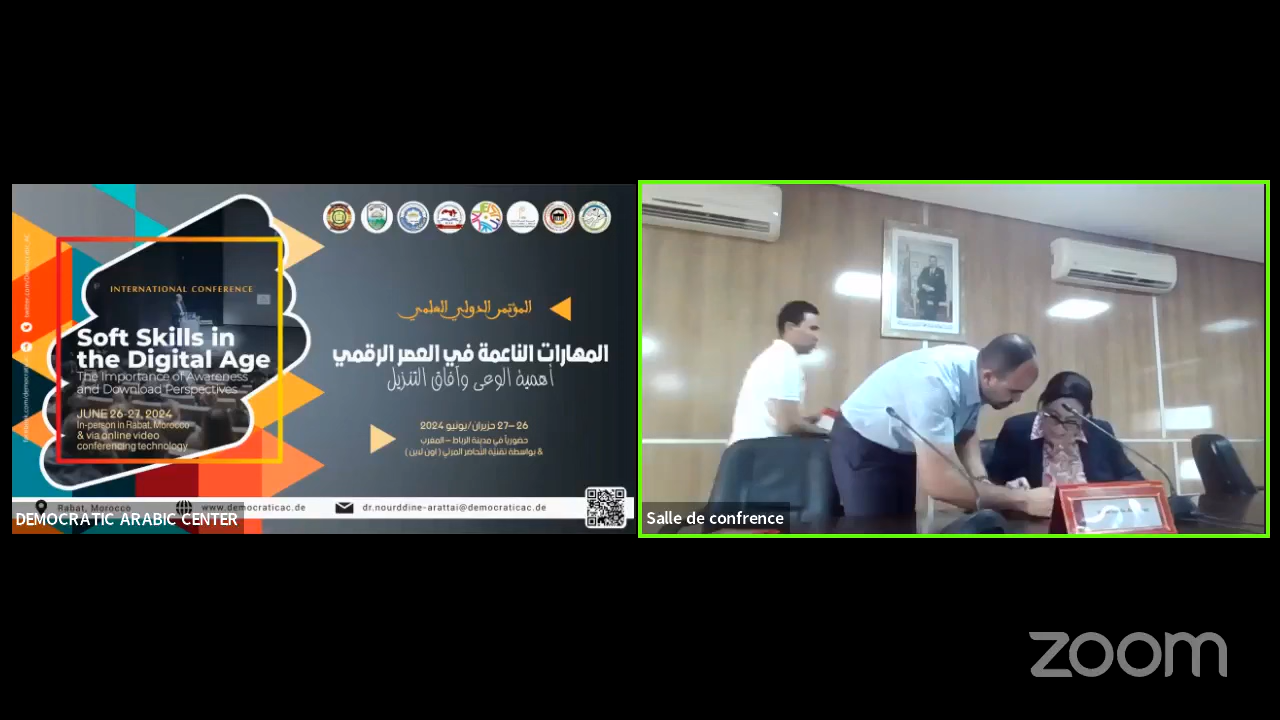 INTERNATIONAL CONFERENCE
Soft Skills in
the Digital Age
The Importance of Awareness
and Download Perspectives
JUNE 26-27, 2024
In-person in Rabat, Morocco
& via online video
conferencing technology
المؤتمر الدولي العلمي
المهارات الناعمة في العصر الرقمي
أهمية الوعي وآفاق التنزيل
26–27 حزيران/يونيو 2024
حضورياً في مدينة الرباط – المغرب
& بواسطة تقنيّة التّحاضر المرئي ( اون لاين )
Rabat, Morocco
www.democraticac.de
dr.nourddine-arattai@democraticac.de
DEMOCRATIC ARABIC CENTER
Salle de confrence
zoom